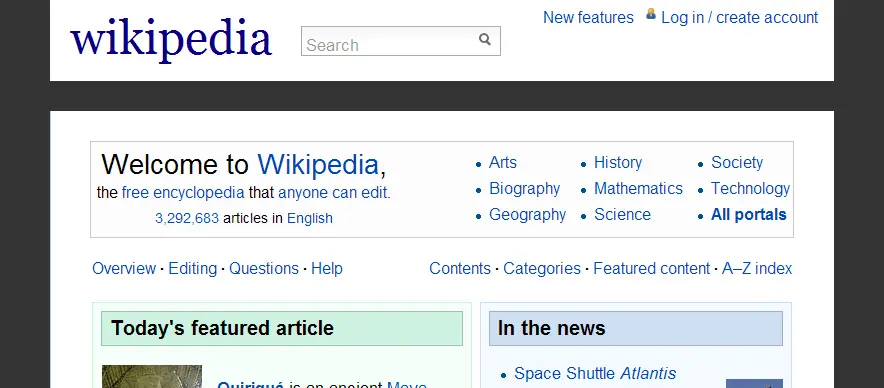 New features Log in / create account
wikipedia
Search
Welcome to Wikipedia,
the free encyclopedia that anyone can edit.
3,292,683 articles in English
• Arts
• Biography
• Geography
• History
• Mathematics
• Science
• Society
• Technology
• All portals
Overview · Editing · Questions · Help
Contents · Categories · Featured content · A–Z index
Today's featured article
Quiriguá is an ancient Maya
In the news
• Space Shuttle Atlantis